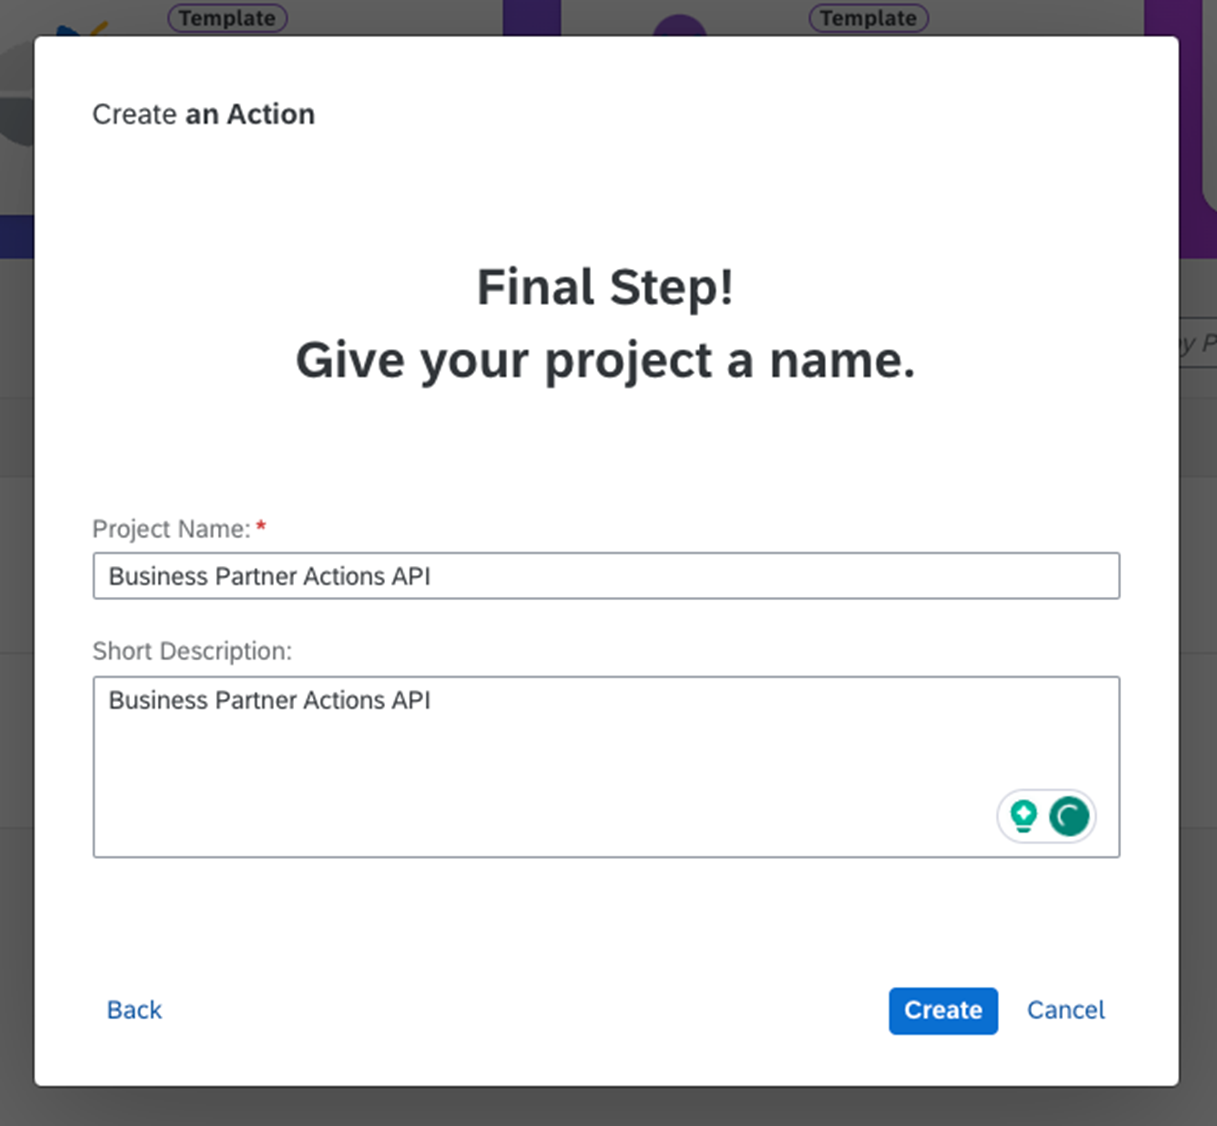 Template
Template
Create an Action
Final Step!
Give your project a name.
y P
Project Name: *
Business Partner Actions API
Short Description:
Business Partner Actions API
Back
Create
Cancel